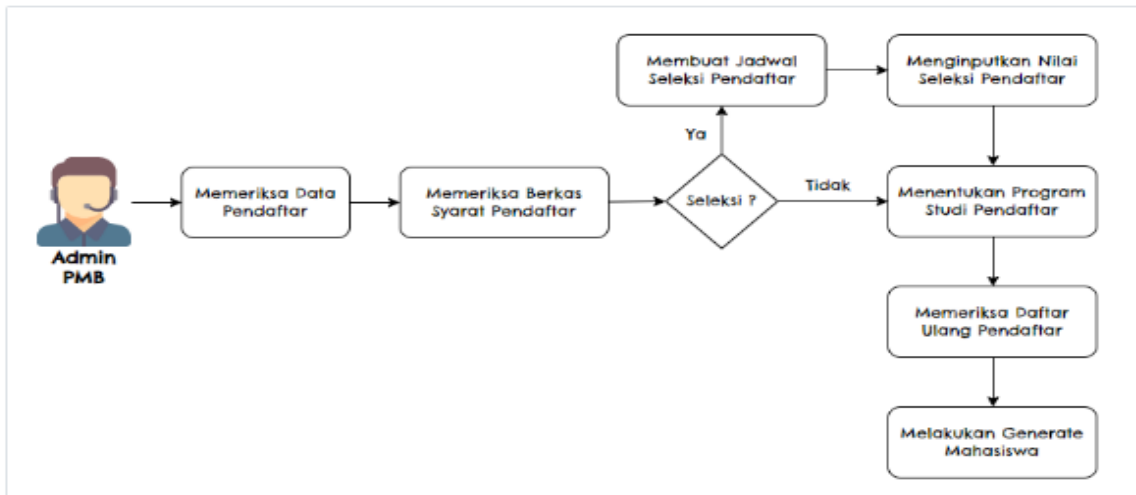 Membuat Jadwal
Seleksi Pendaftar
Menginputkan Nilai
Seleksi Pendaftar
Ya
Memeriksa Data
Pendaftar
Memeriksa Berkas
Syarat Pendaftar
Seleksi ?
Tidak
Menentukan Program
Studi Pendaftar
Admin
PMB
Memeriksa Daftar
Ulang Pendaftar
Melakukan Generate
Mahasiswa